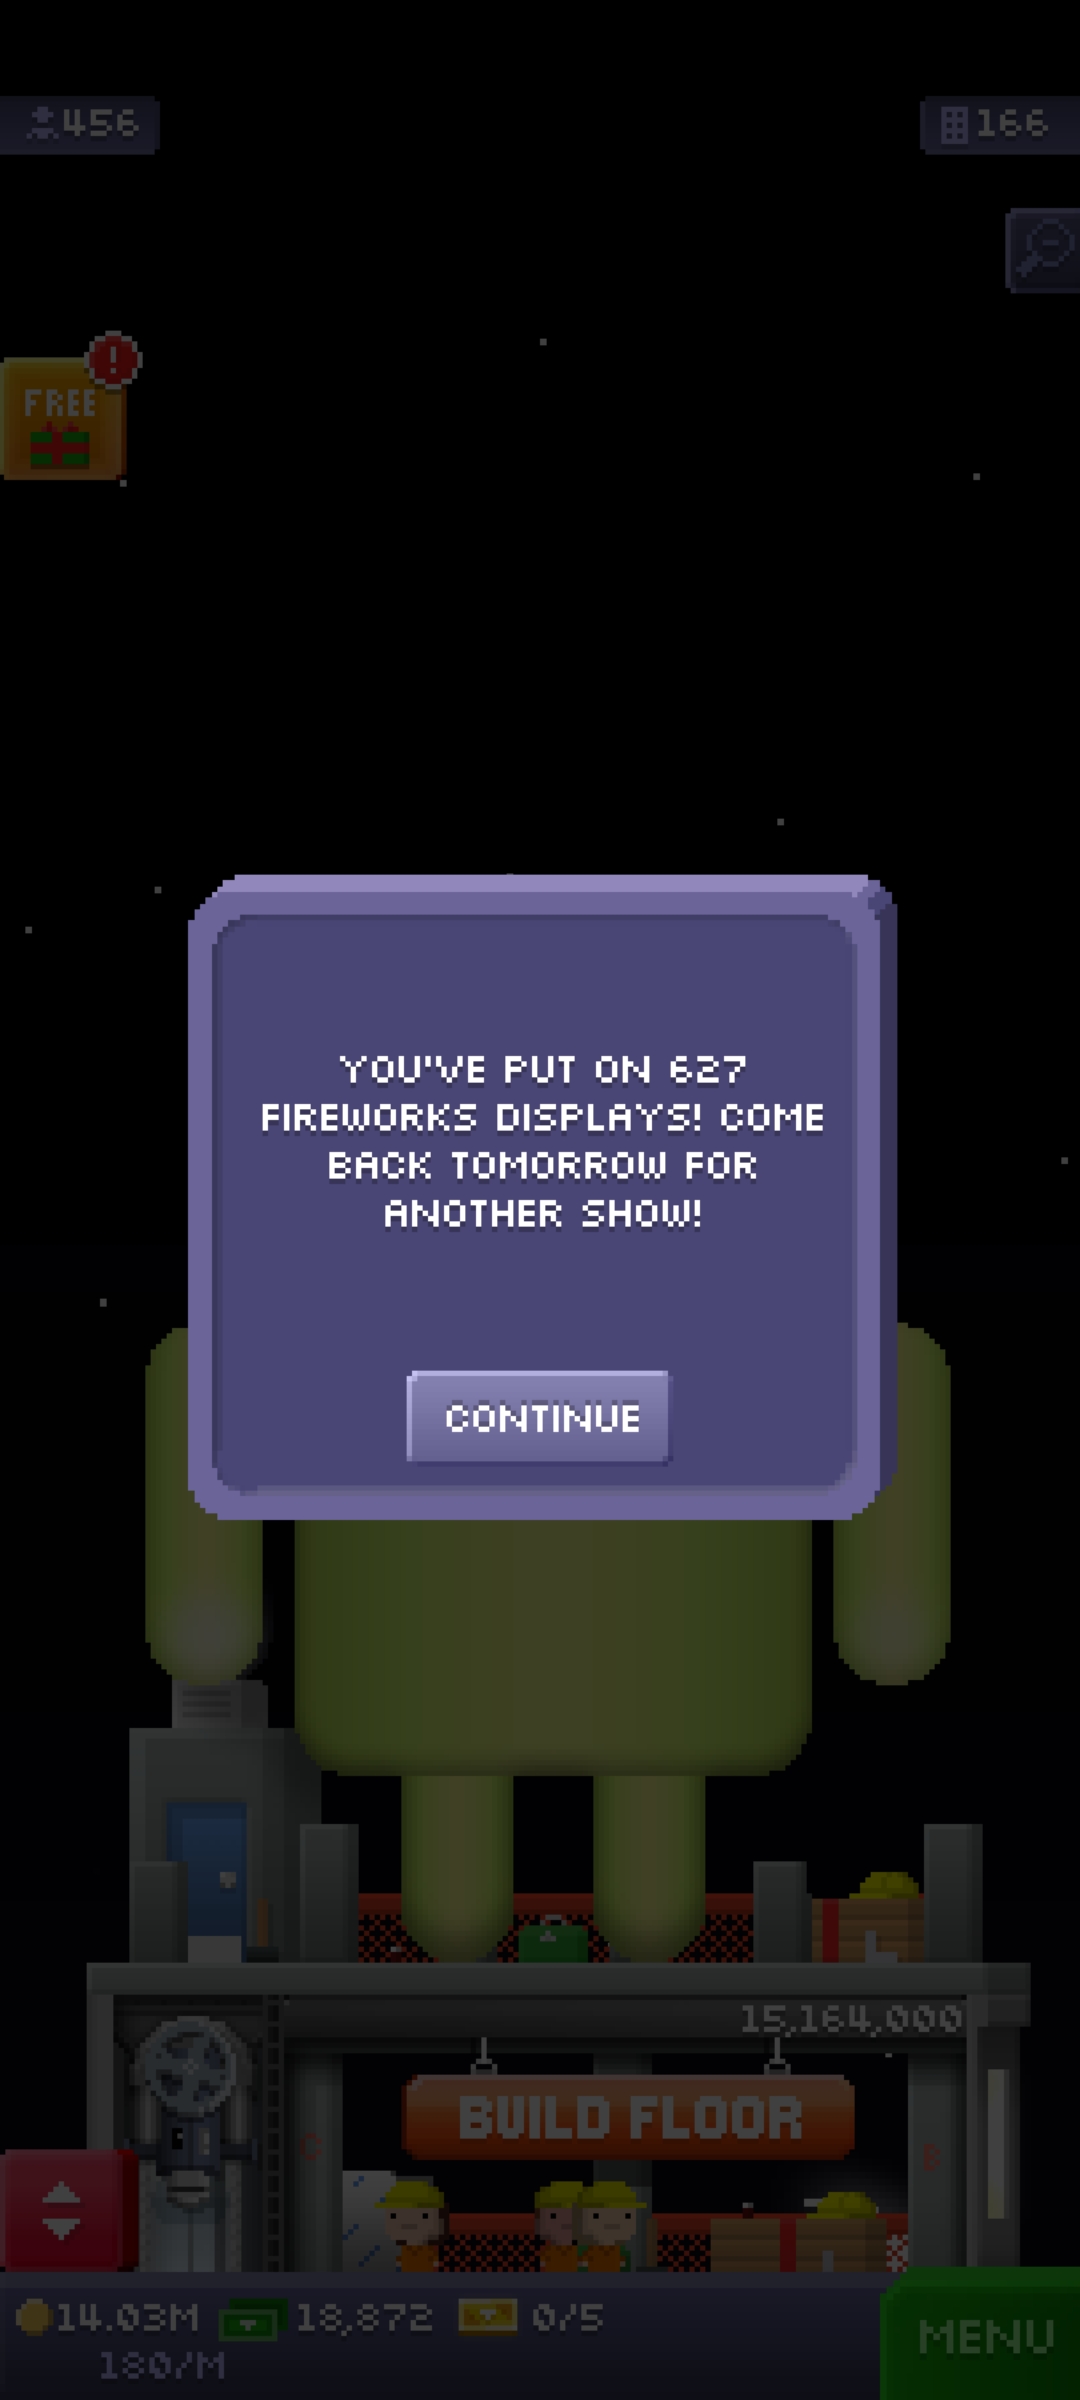 456
166
FREE
!
YOU'VE PUT ON 627
FIREWORKS DISPLAYS! COME
BACK TOMORROW FOR
ANOTHER SHOW!
CONTINUE
15,164,000
BUILD FLOOR
14.03M
18,872
0/5
180/M
MENU